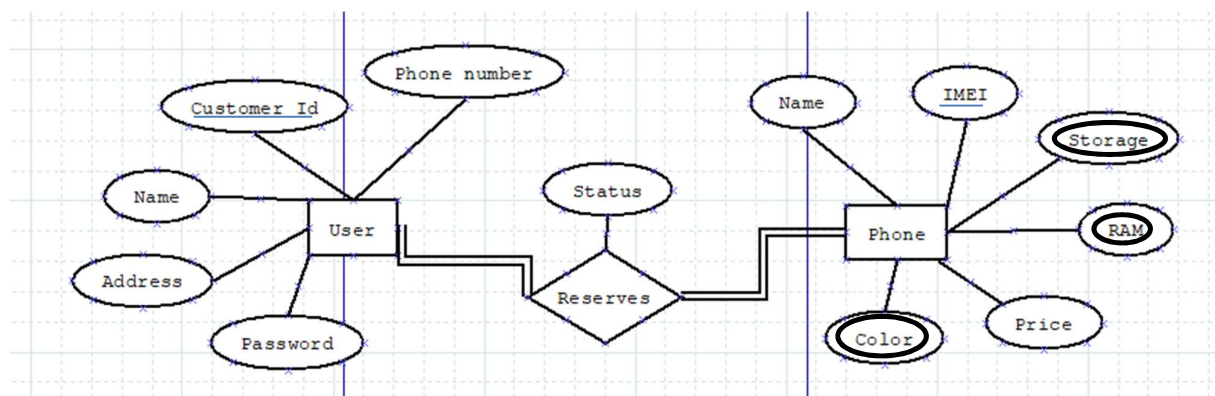 Phone number
Customer Id
Name
IMEI
Storage
Name
Status
User
Phone
RAM
Address
Reserves
Password
Color
Price